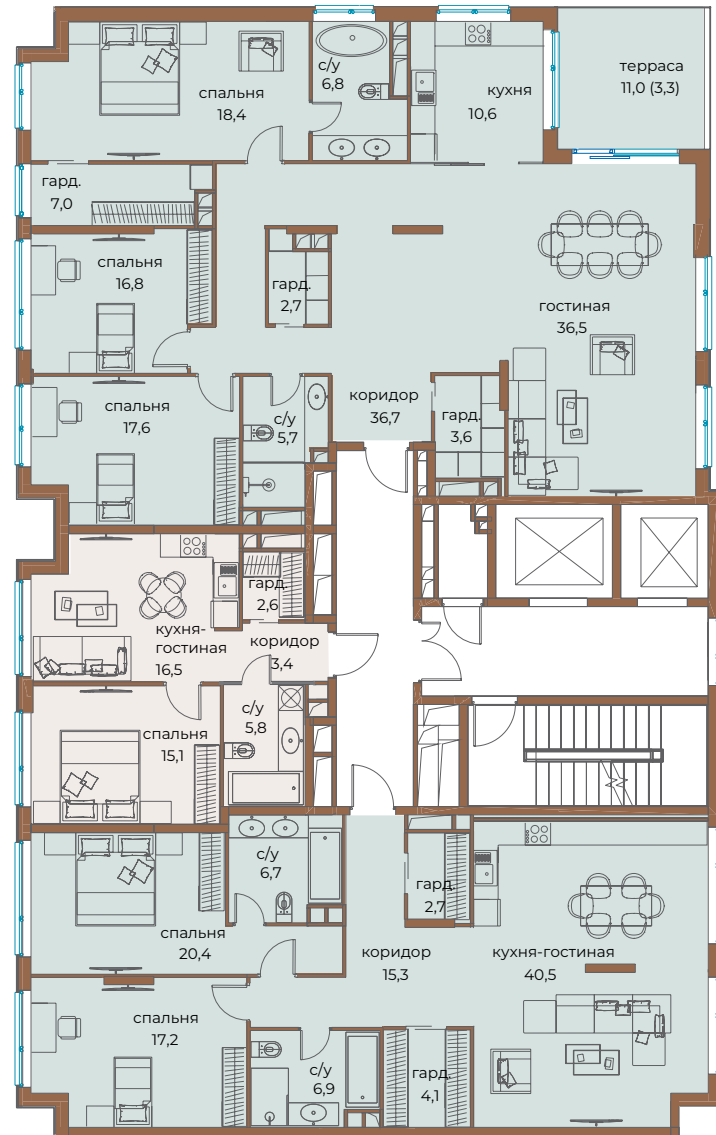 спальня
18,4
с/у
6,8
кухня
10,6
терраса
11,0 (3,3)
гард.
7,0
спальня
16,8
гард.
2,7
гостиная
36,5
спальня
17,6
с/у
5,7
коридор
36,7
гард.
3,6
кухня-
гостиная
16,5
гард.
2,6
коридор
3,4
спальня
15,1
с/у
5,8
спальня
20,4
с/у
6,7
гард.
2,7
коридор
15,3
кухня-гостиная
40,5
спальня
17,2
с/у
6,9
гард.
4,1